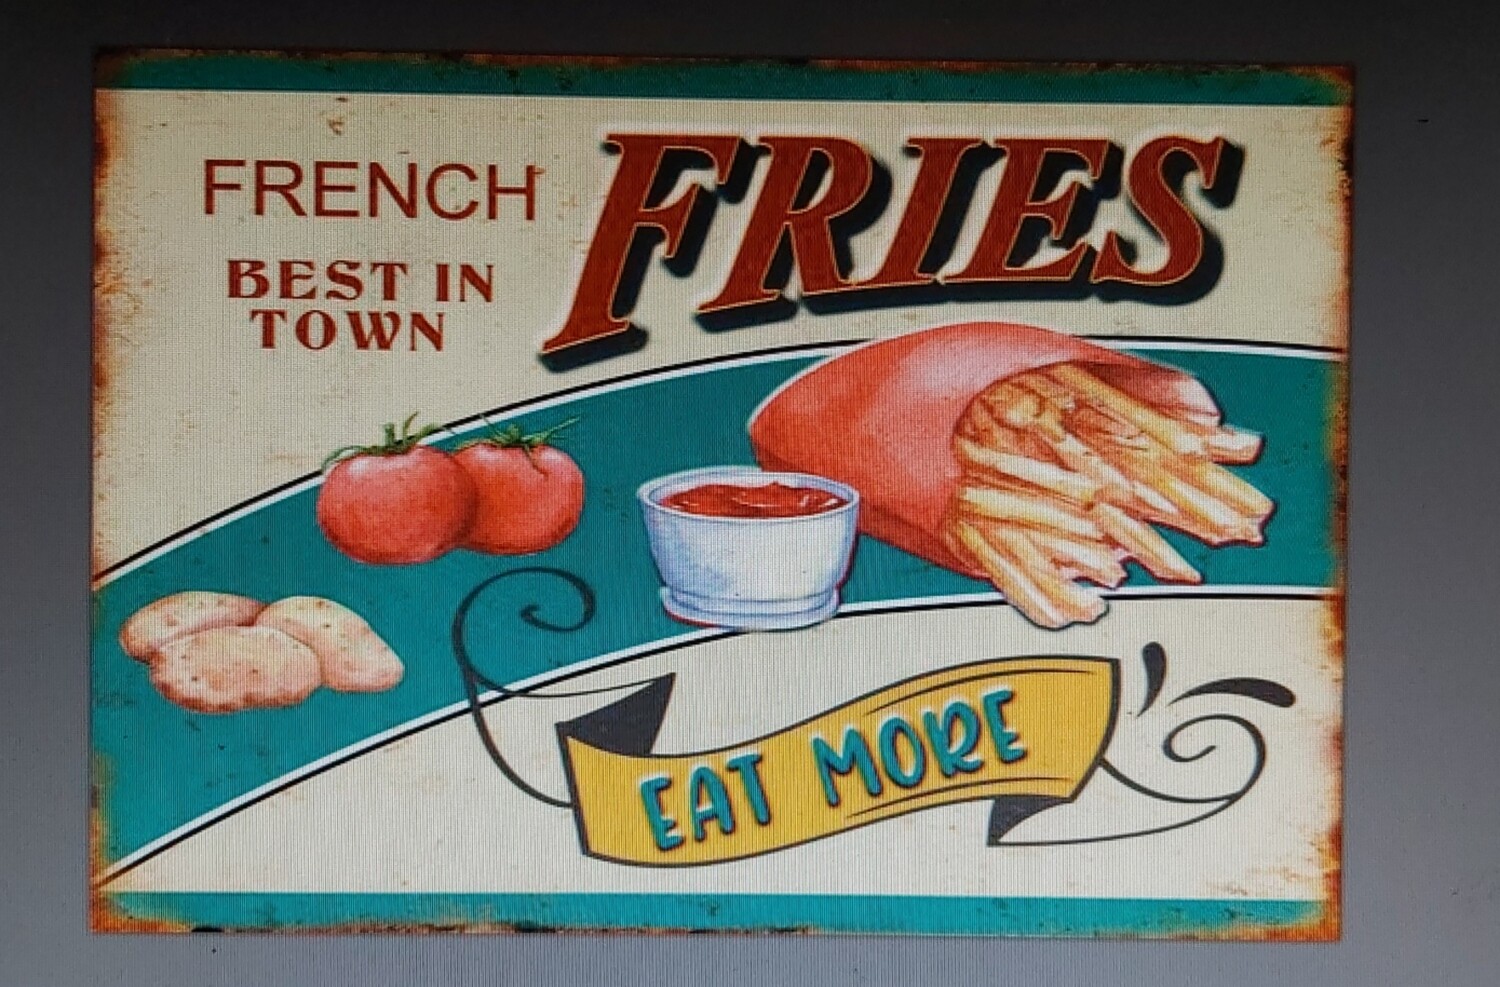 FRENCH FRIES
BEST IN
TOWN
EAT MORE